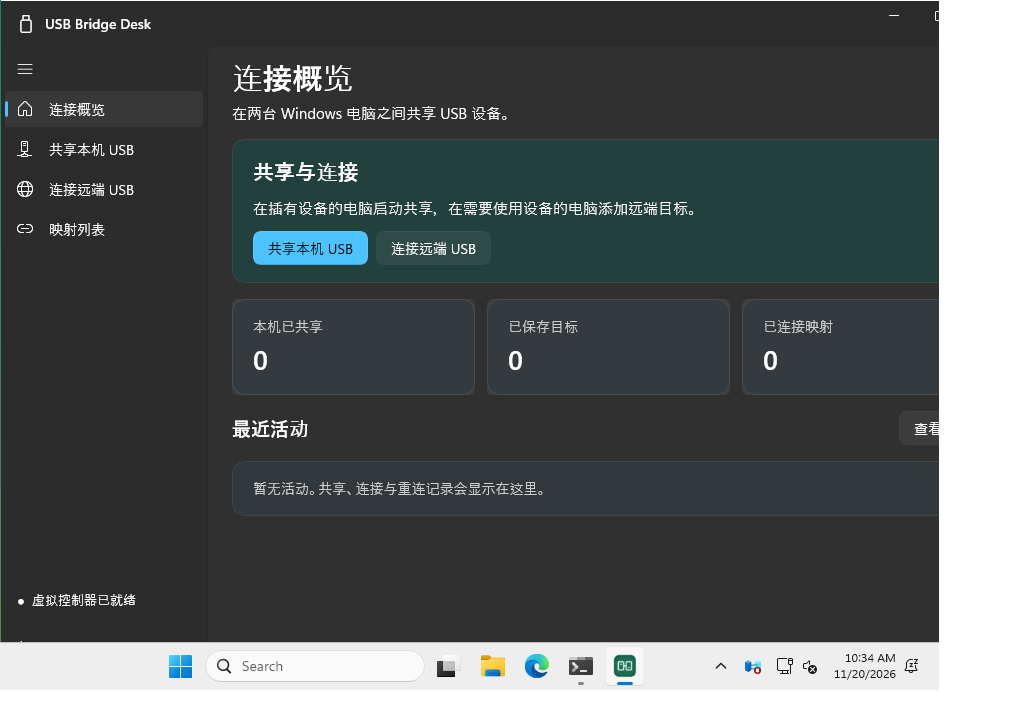 USB Bridge Desk
连接概览
共享本机 USB
连接远端 USB
映射列表
虚拟控制器已就绪
连接概览
在两台 Windows 电脑之间共享 USB 设备。
共享与连接
在插有设备的电脑启动共享，在需要使用设备的电脑添加远端目标。
共享本机 USB
连接远端 USB
本机已共享
0
已保存目标
0
已连接映射
0
最近活动
查看
暂无活动。共享、连接与重连记录会显示在这里。
Search
10:34 AM
11/20/2026